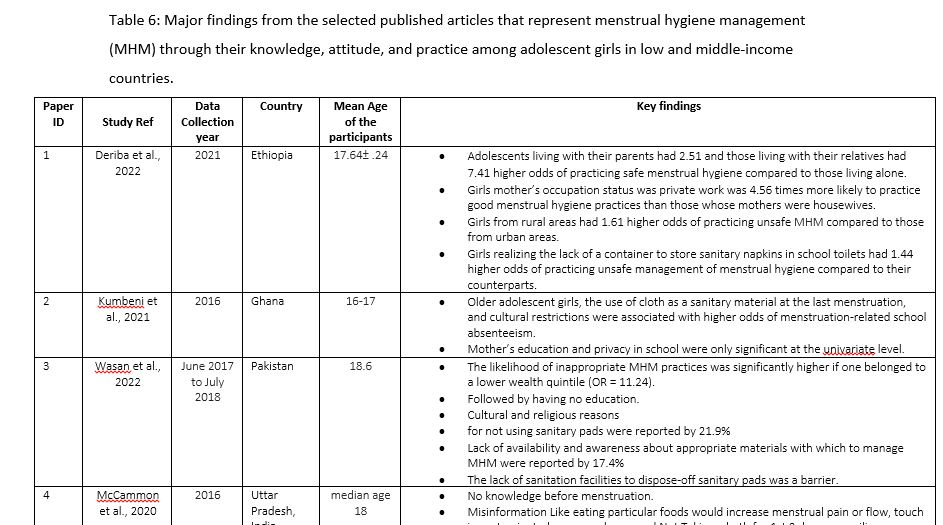 Table 6: Major findings from the selected published articles that represent menstrual hygiene management
(MHM) through their knowledge, attitude, and practice among adolescent girls in low and middle-income
countries.
Paper ID
Study Ref
Data Collection year
Country
Mean Age of the participants
Key findings
1
Deriba et al., 2022
2021
Ethiopia
17.64± .24
• Adolescents living with their parents had 2.51 and those living with their relatives had
7.41 higher odds of practicing safe menstrual hygiene compared to those living alone.
• Girls mother's occupation status was private work was 4.56 times more likely to practice
good menstrual hygiene practices than those whose mothers were housewives.
• Girls from rural areas had 1.61 higher odds of practicing unsafe MHM compared to those
from urban areas.
• Girls realizing the lack of a container to store sanitary napkins in school toilets had 1.44
higher odds of practicing unsafe management of menstrual hygiene compared to their
counterparts.
2
Kumbeni et al., 2021
2016
Ghana
16-17
• Older adolescent girls, the use of cloth as a sanitary material at the last menstruation,
and cultural restrictions were associated with higher odds of menstruation-related school
absenteeism.
• Mother's education and privacy in school were only significant at the univariate level.
3
Wasan et al., 2022
June 2017 to July 2018
Pakistan
18.6
• The likelihood of inappropriate MHM practices was significantly higher if one belonged to
a lower wealth quintile (OR = 11.24).
• Followed by having no education.
• Cultural and religious reasons
• for not using sanitary pads were reported by 21.9%
• Lack of availability and awareness about appropriate materials with which to manage
MHM were reported by 17.4%
• The lack of sanitation facilities to dispose-off sanitary pads was a barrier.
4
McCammon et al., 2020
2016
Uttar Pradesh,
median age 18
• No knowledge before menstruation.
• Misinformation Like eating particular foods would increase menstrual pain or flow, touch